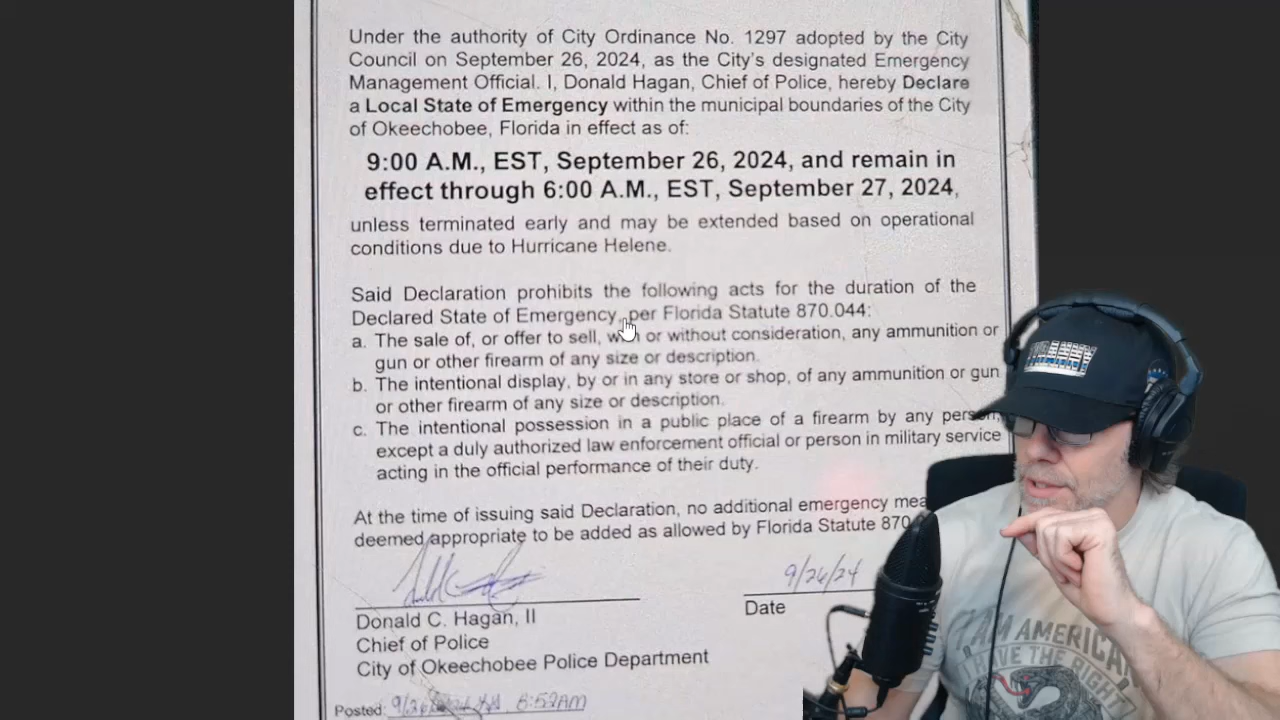 Under the authority of City Ordinance No. 1297 adopted by the City
Council on September 26, 2024, as the City's designated Emergency
Management Official. I, Donald Hagan, Chief of Police, hereby Declare
a Local State of Emergency within the municipal boundaries of the City
of Okeechobee, Florida in effect as of:
9:00 A.M., EST, September 26, 2024, and remain in
effect through 6:00 A.M., EST, September 27, 2024,
unless terminated early and may be extended based on operational
conditions due to Hurricane Helene.
Said Declaration prohibits the following acts for the duration of the
Declared State of Emergency, per Florida Statute 870.044:
a. The sale of, or offer to sell, with or without consideration, any ammunition or
gun or other firearm of any size or description.
b. The intentional display, by or in any store or shop, of any ammunition or gun
or other firearm of any size or description.
c. The intentional possession in a public place of a firearm by any person,
except a duly authorized law enforcement official or person in military service
acting in the official performance of their duty.
At the time of issuing said Declaration, no additional emergency mea
deemed appropriate to be added as allowed by Florida Statute 870
9/26/24
Donald C. Hagan, II
Date
Chief of Police
City of Okeechobee Police Department
Posted: 8:52AM
I AM AMERICA
HAVE THE RIGHT